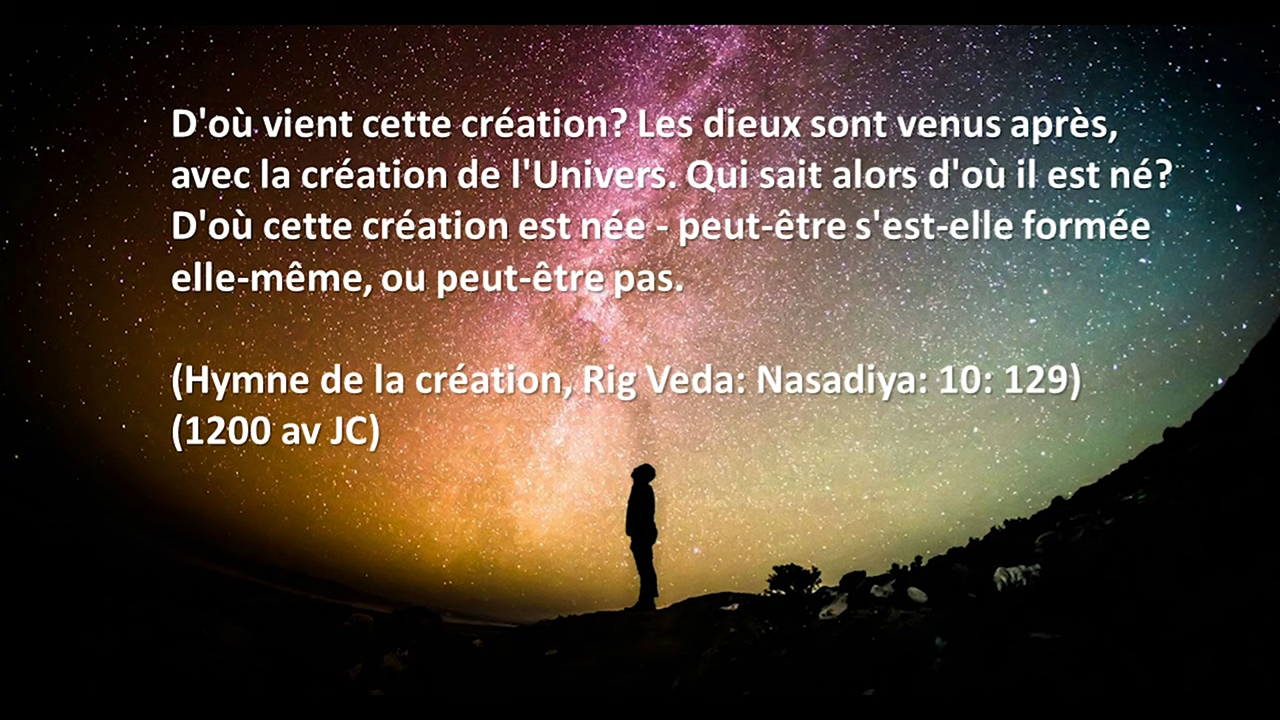 D'où vient cette création? Les dieux sont venus après,
avec la création de l'Univers. Qui sait alors d'où il est né?
D'où cette création est née - peut-être s'est-elle formée
elle-même, ou peut-être pas.
(Hymne de la création, Rig Veda: Nasadiya: 10: 129)
(1200 av JC)